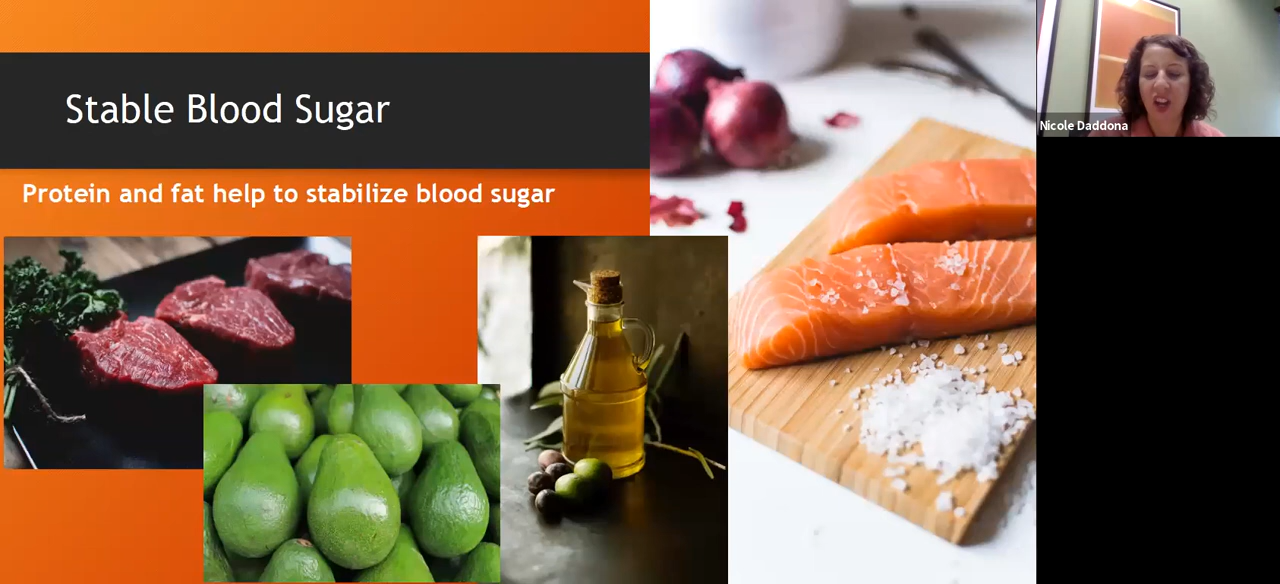 Stable Blood Sugar
Protein and fat help to stabilize blood sugar
Nicole Daddona